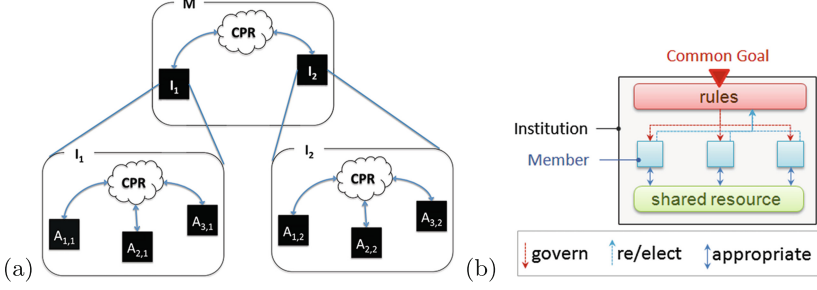 M
CPR
I1
I2
I1
CPR
A1,1
A2,1
A3,1
I2
CPR
A1,2
A2,2
A3,2
(a)
Common Goal
rules
Institution
Member
shared resource
govern
re/elect
appropriate
(b)